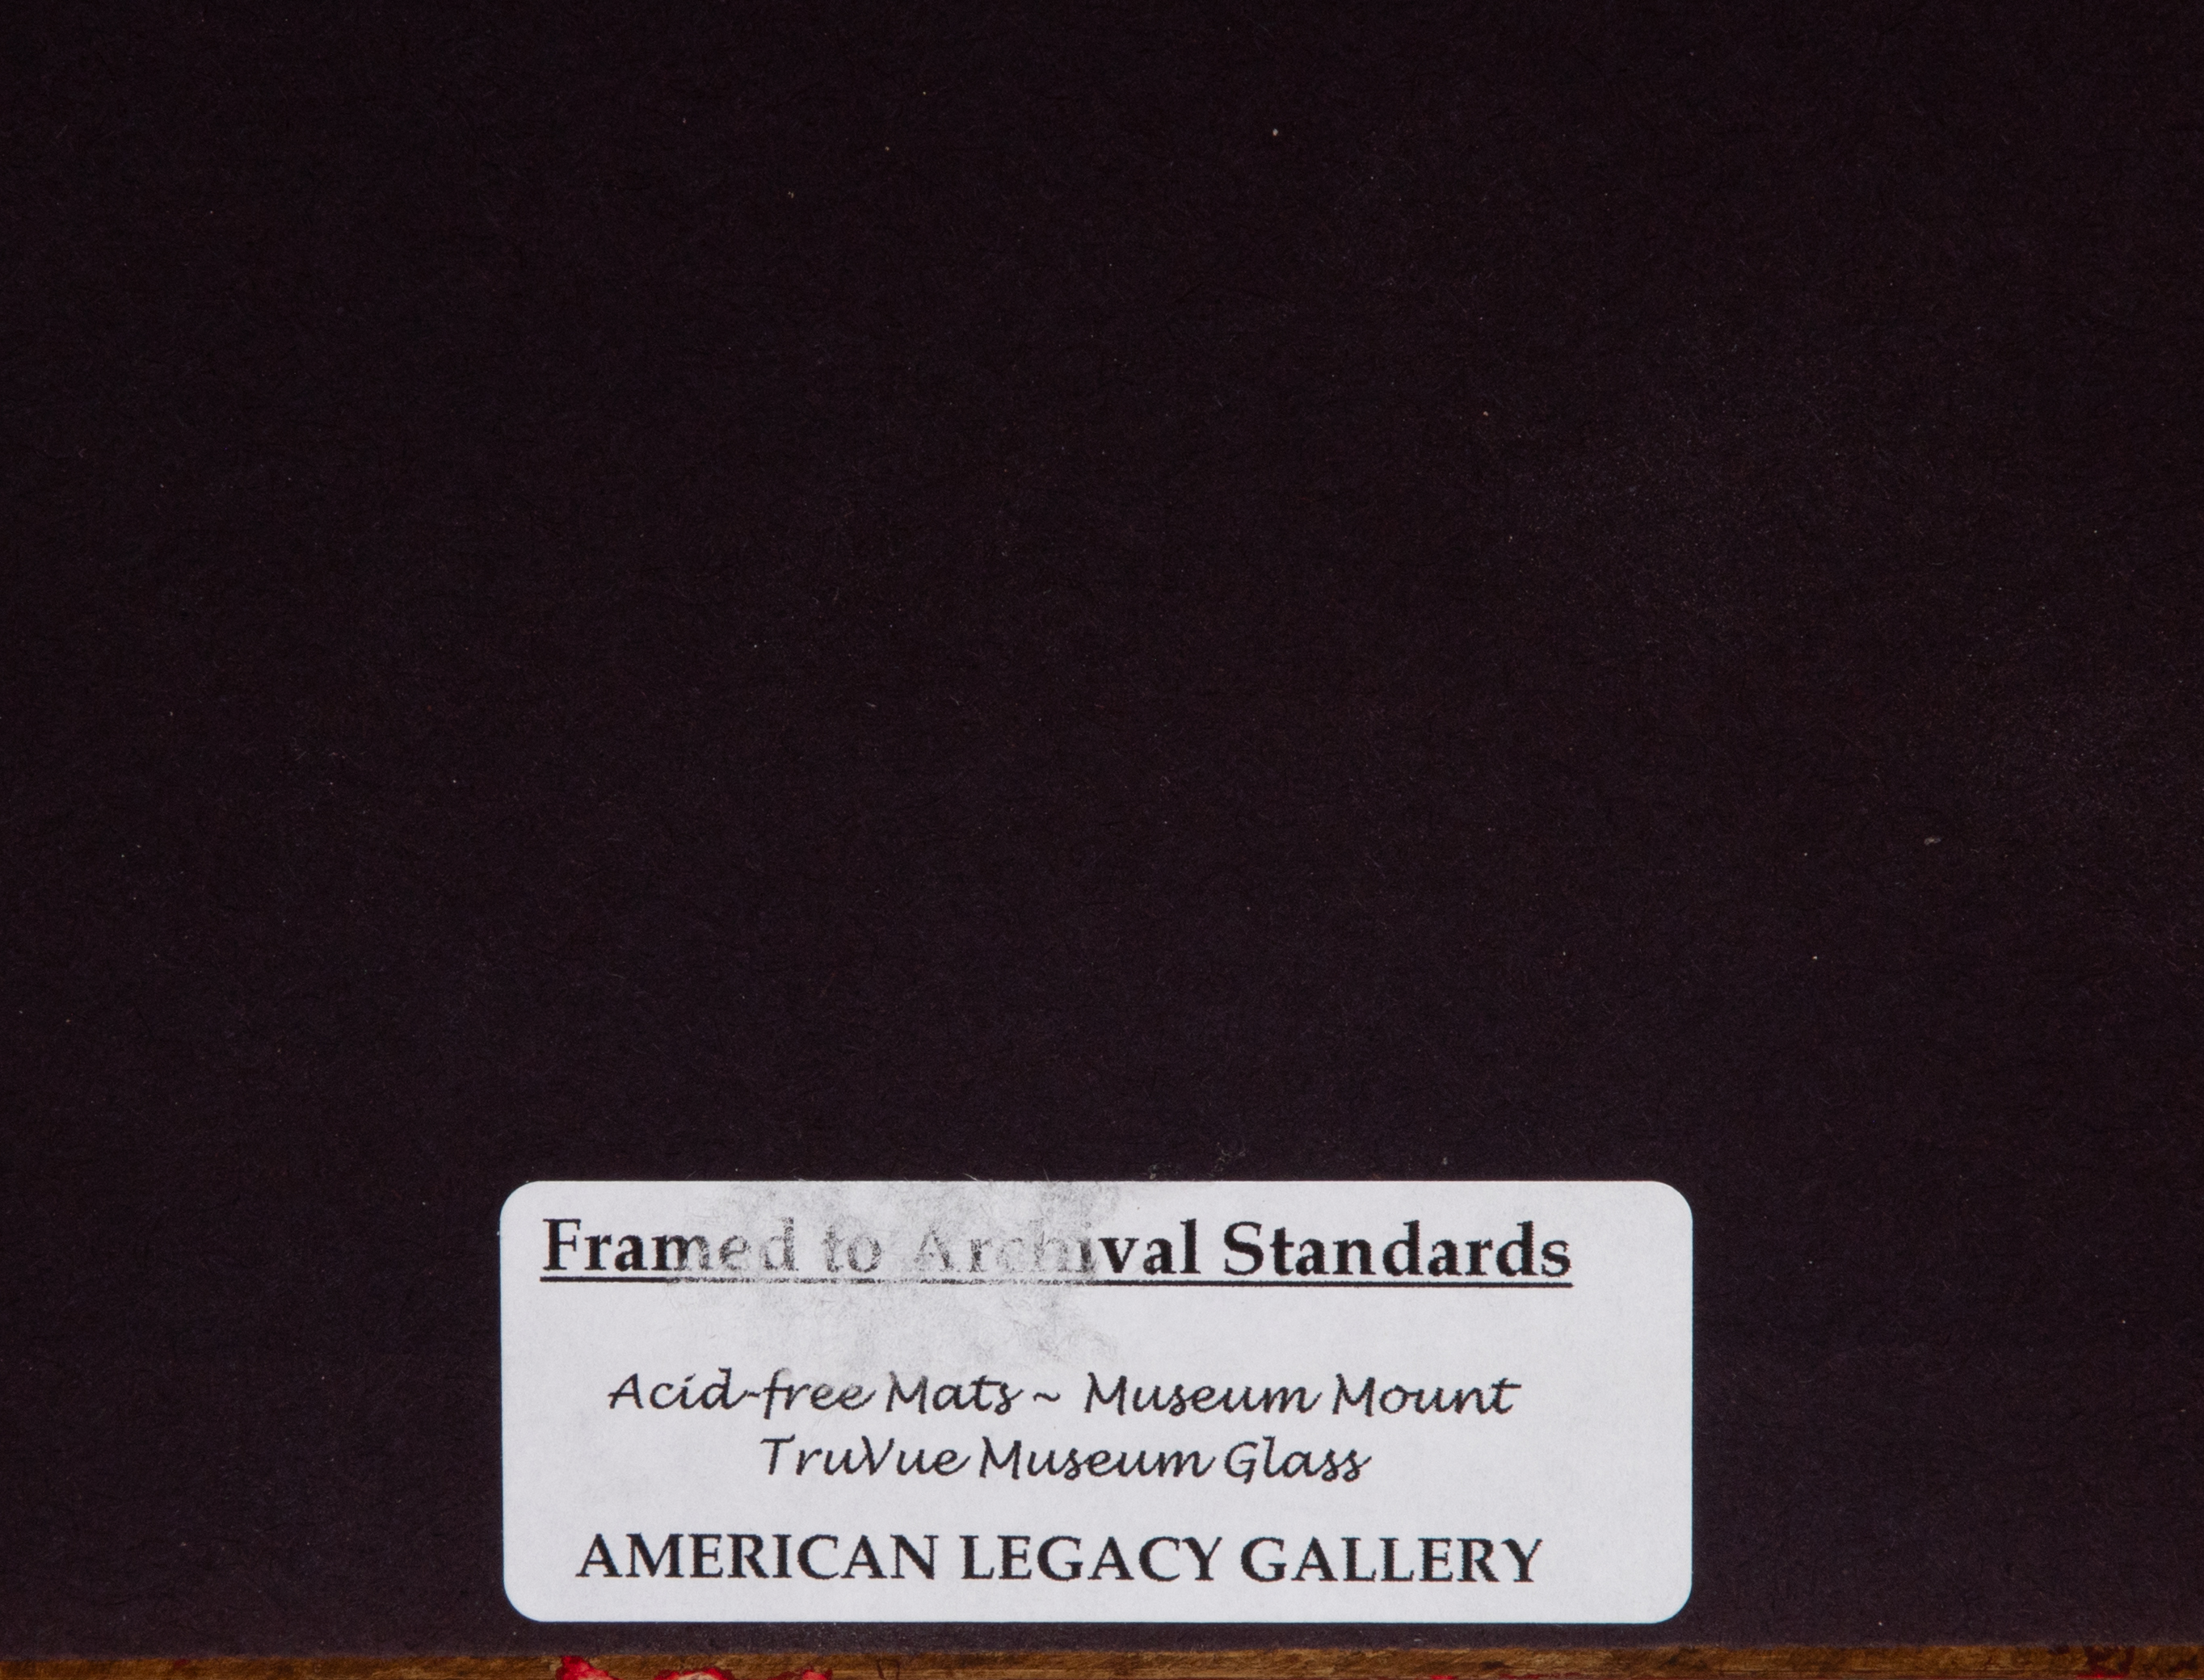 Framed to Archival Standards
Acid-free Mats ~ Museum Mount
TruVue Museum Glass
AMERICAN LEGACY GALLERY